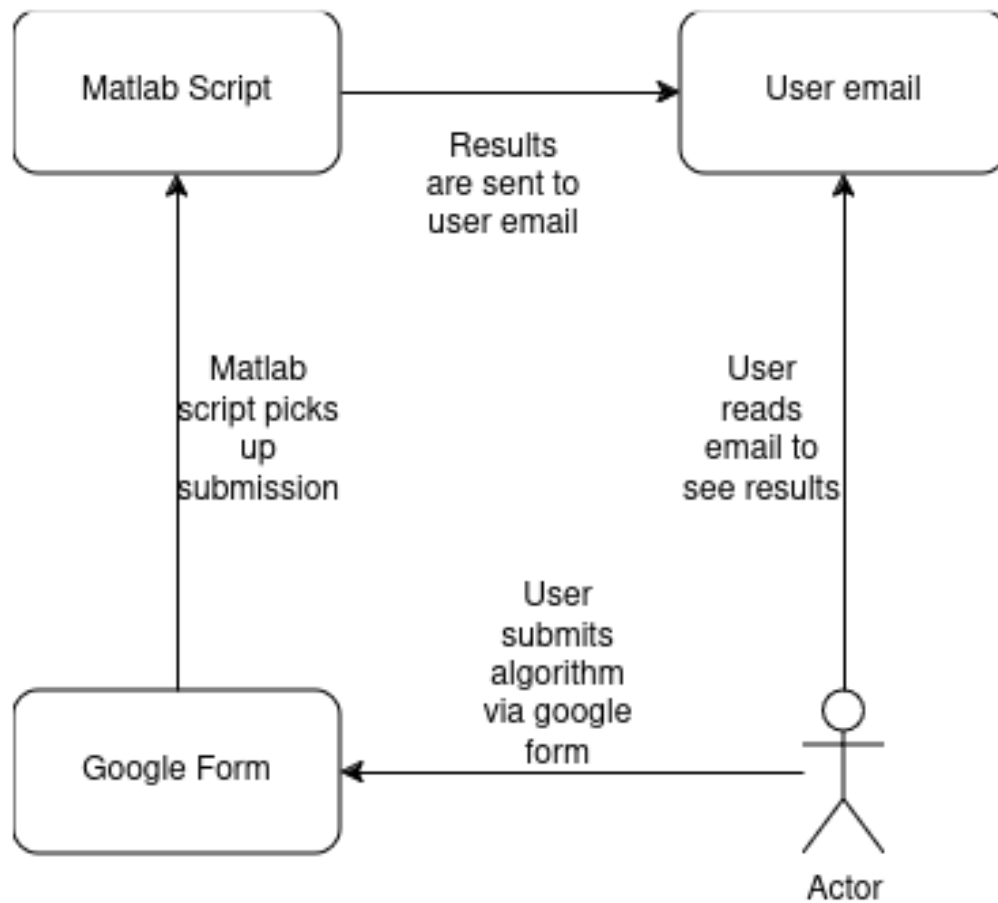 Matlab Script
User email
Results
are sent to
user email
Matlab
script picks
up
submission
User
reads
email to
see results
User
submits
algorithm
via google
form
Google Form
Actor